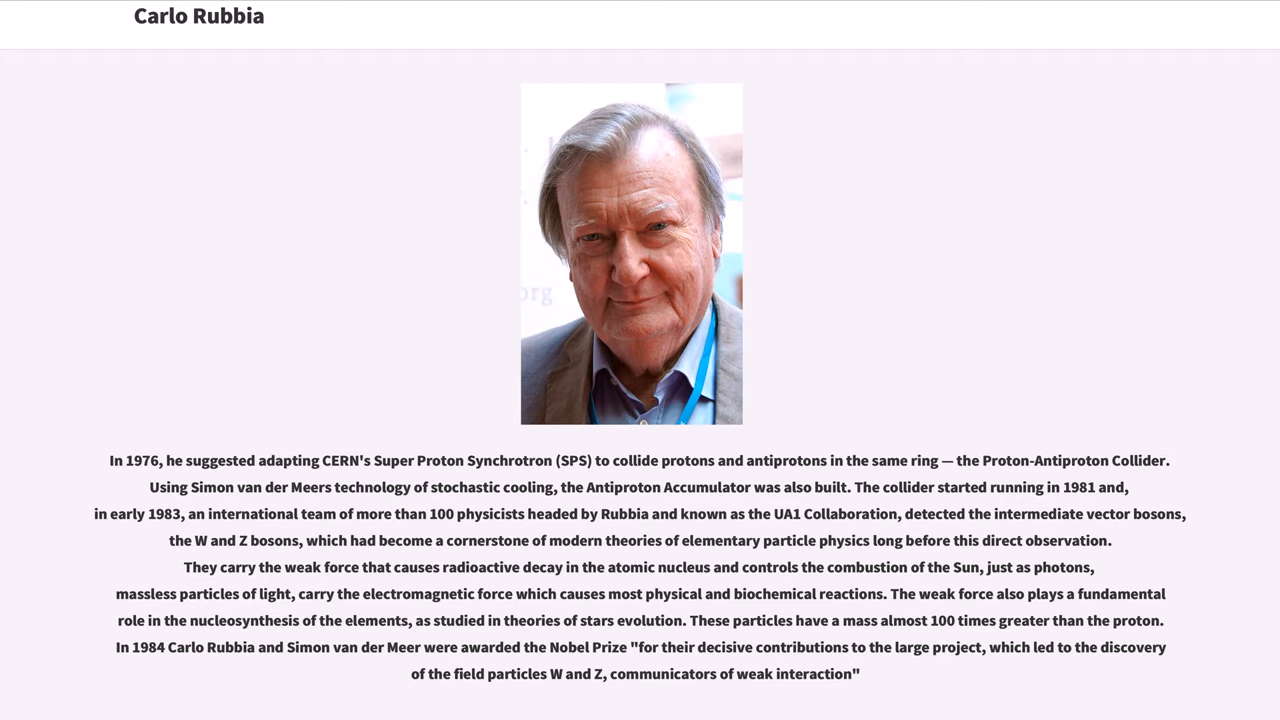 Carlo Rubbia
org
In 1976, he suggested adapting CERN's Super Proton Synchrotron (SPS) to collide protons and antiprotons in the same ring — the Proton-Antiproton Collider.
Using Simon van der Meers technology of stochastic cooling, the Antiproton Accumulator was also built. The collider started running in 1981 and,
in early 1983, an international team of more than 100 physicists headed by Rubbia and known as the UA1 Collaboration, detected the intermediate vector bosons,
the W and Z bosons, which had become a cornerstone of modern theories of elementary particle physics long before this direct observation.
They carry the weak force that causes radioactive decay in the atomic nucleus and controls the combustion of the Sun, just as photons,
massless particles of light, carry the electromagnetic force which causes most physical and biochemical reactions. The weak force also plays a fundamental
role in the nucleosynthesis of the elements, as studied in theories of stars evolution. These particles have a mass almost 100 times greater than the proton.
In 1984 Carlo Rubbia and Simon van der Meer were awarded the Nobel Prize "for their decisive contributions to the large project, which led to the discovery
of the field particles W and Z, communicators of weak interaction"